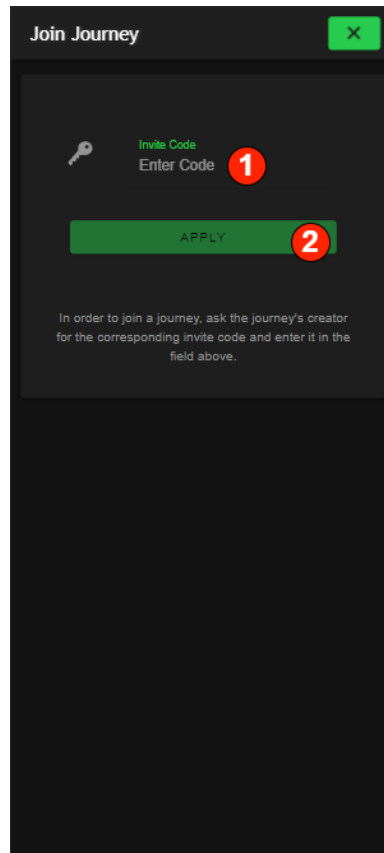 Join Journey
Invite Code
Enter Code 1
APPLY 2
In order to join a journey, ask the journey's creator
for the corresponding invite code and enter it in the
field above.